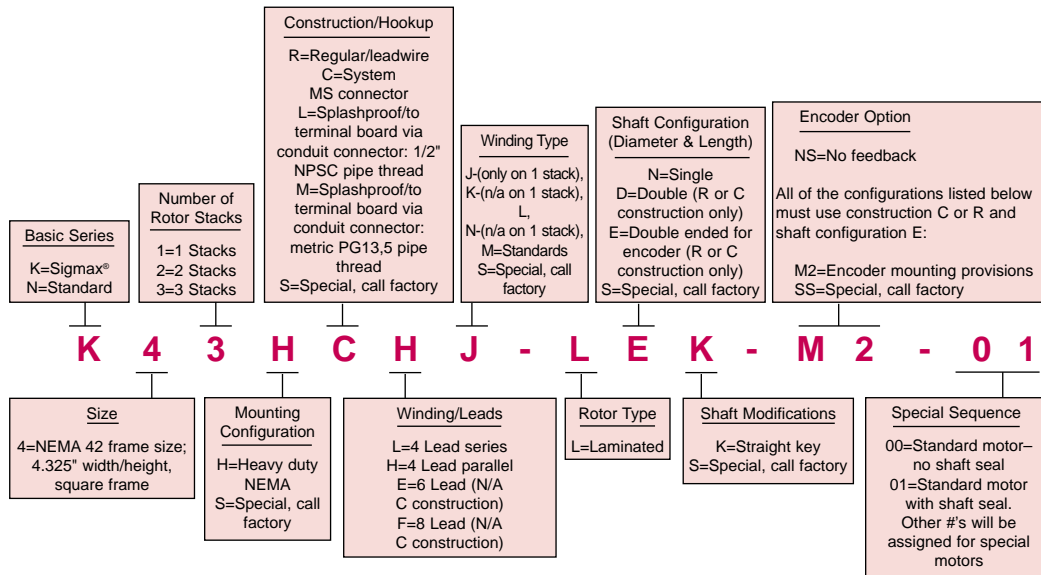 Construction/Hookup
R=Regular/leadwire
C=System
MS connector
L=Splashproof/to
terminal board via
conduit connector: 1/2"
NPSC pipe thread
M=Splashproof/to
terminal board via
conduit connector:
metric PG13,5 pipe
thread
S=Special, call factory
Winding Type
J-(only on 1 stack),
K-(n/a on 1 stack),
L,
N-(n/a on 1 stack),
M=Standards
S=Special, call
factory
Shaft Configuration
(Diameter & Length)
N=Single
D=Double (R or C
construction only)
E=Double ended for
encoder (R or C
construction only)
S=Special, call factory
Encoder Option
NS=No feedback
All of the configurations listed below
must use construction C or R and
shaft configuration E:
M2=Encoder mounting provisions
SS=Special, call factory
Number of
Rotor Stacks
1=1 Stacks
2=2 Stacks
3=3 Stacks
Basic Series
K=Sigmax®
N=Standard
K 4 3 H C H J - L E K - M 2 - 0 1
Size
4=NEMA 42 frame size;
4.325" width/height,
square frame
Mounting
Configuration
H=Heavy duty
NEMA
S=Special, call
factory
Winding/Leads
L=4 Lead series
H=4 Lead parallel
E=6 Lead (N/A
C construction)
F=8 Lead (N/A
C construction)
Rotor Type
L=Laminated
Shaft Modifications
K=Straight key
S=Special, call factory
Special Sequence
00=Standard motor–
no shaft seal
01=Standard motor
with shaft seal.
Other #'s will be
assigned for special
motors